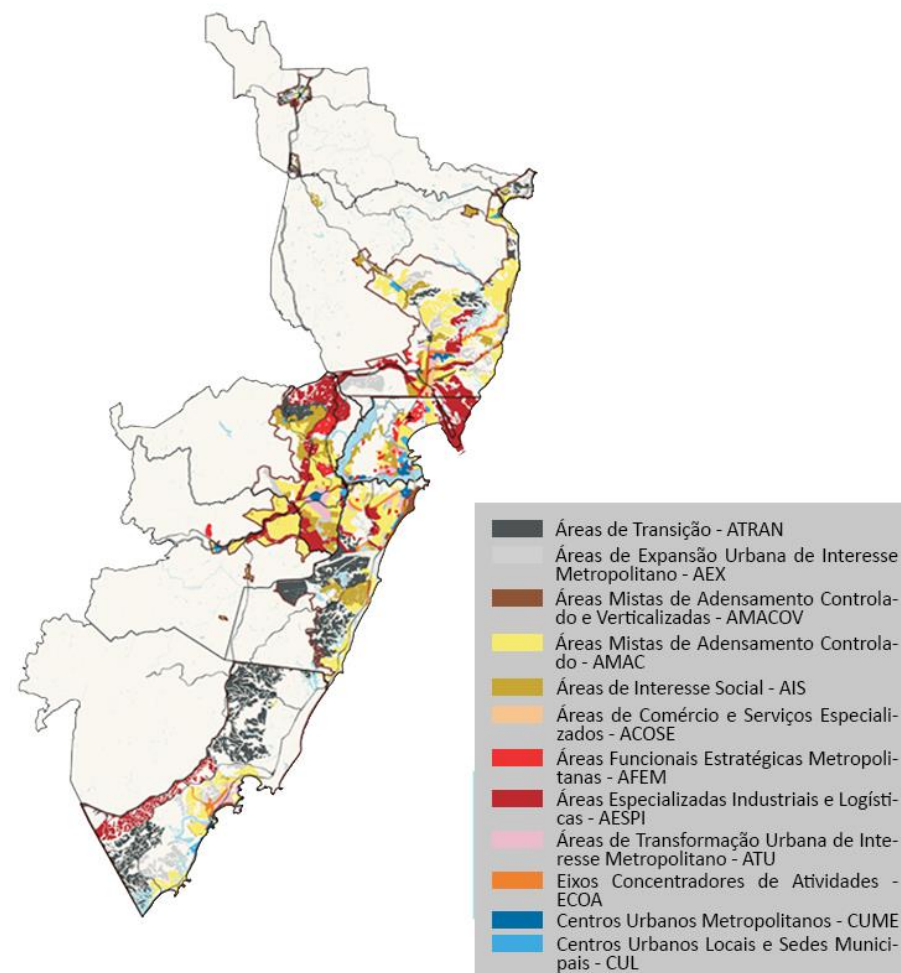 Áreas de Transição - ATRAN
Áreas de Expansão Urbana de Interesse
Metropolitano - AEX
Áreas Mistas de Adensamento Controla-
do e Verticalizadas - AMACOV
Áreas Mistas de Adensamento Controla-
do - AMAC
Áreas de Interesse Social - AIS
Áreas de Comércio e Serviços Especiali-
zados - ACOSE
Áreas Funcionais Estratégicas Metropoli-
tanas - AFEM
Áreas Especializadas Industriais e Logísti-
cas - AESPI
Áreas de Transformação Urbana de Inte-
resse Metropolitano - ATU
Eixos Concentradores de Atividades -
ECOA
Centros Urbanos Metropolitanos - CUME
Centros Urbanos Locais e Sedes Munici-
pais - CUL